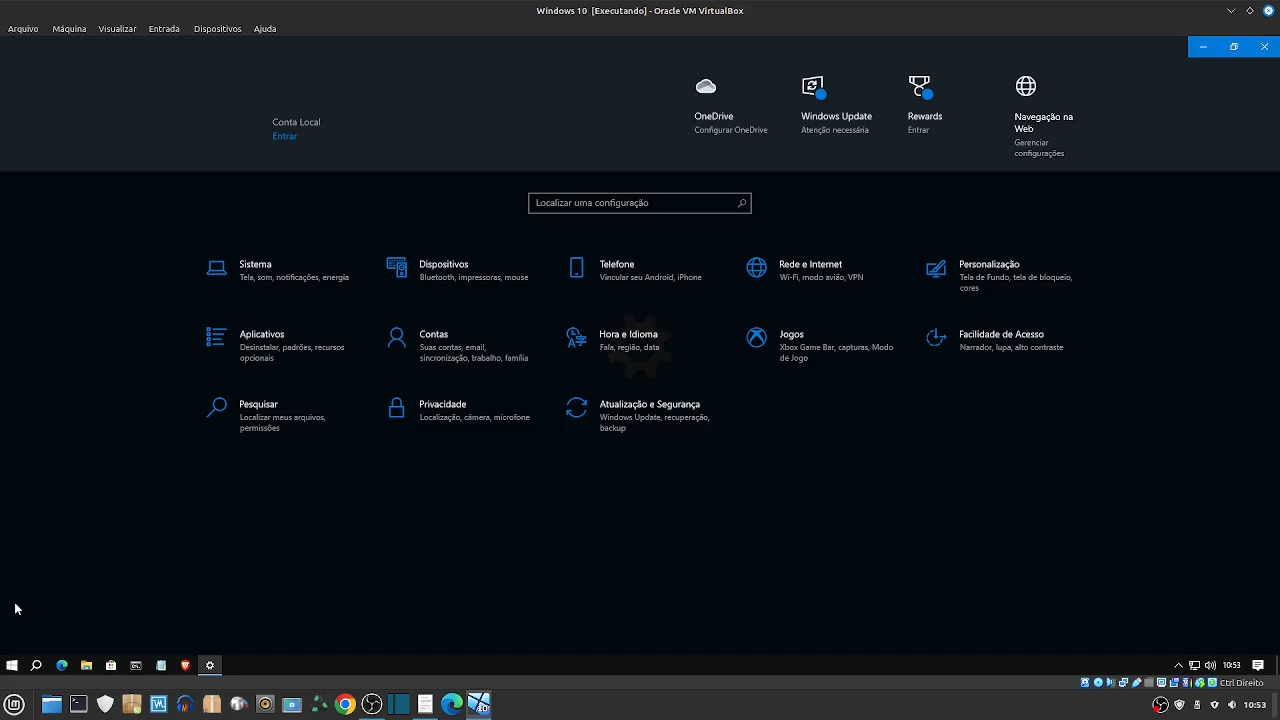 Windows 10 [Executando] - Oracle VM VirtualBox
Arquivo Máquina Visualizar Entrada Dispositivos Ajuda
Conta Local
Entrar
OneDrive
Configurar OneDrive
Windows Update
Atenção necessária
Rewards
Entrar
Navegação na
Web
Gerenciar
configurações
Localizar uma configuração
Sistema
Tela, som, notificações, energia
Dispositivos
Bluetooth, impressoras, mouse
Telefone
Vincular seu Android, iPhone
Rede e Internet
Wi-Fi, modo avião, VPN
Personalização
Tela de Fundo, tela de bloqueio,
cores
Aplicativos
Desinstalar, padrões, recursos
opcionais
Contas
Suas contas, email,
sincronização, trabalho, família
Hora e Idioma
Fala, região, data
Jogos
Xbox Game Bar, capturas, Modo
de Jogo
Facilidade de Acesso
Narrador, lupa, alto contraste
Pesquisar
Localizar meus arquivos,
permissões
Privacidade
Localização, câmera, microfone
Atualização e Segurança
Windows Update, recuperação,
backup
10:53
Ctrl Direito
10:53